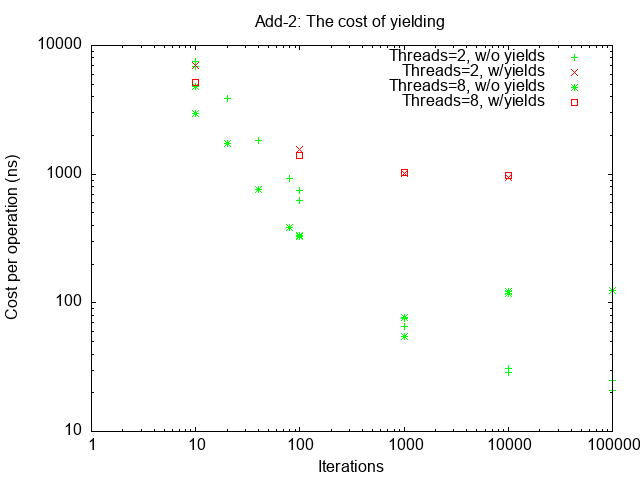 Add-2: The cost of yielding
10000
1000
100
10
1
10
100
1000
10000
100000
Cost per operation (ns)
Iterations
Threads=2, w/o yields
Threads=2, w/yields
Threads=8, w/o yields
Threads=8, w/yields